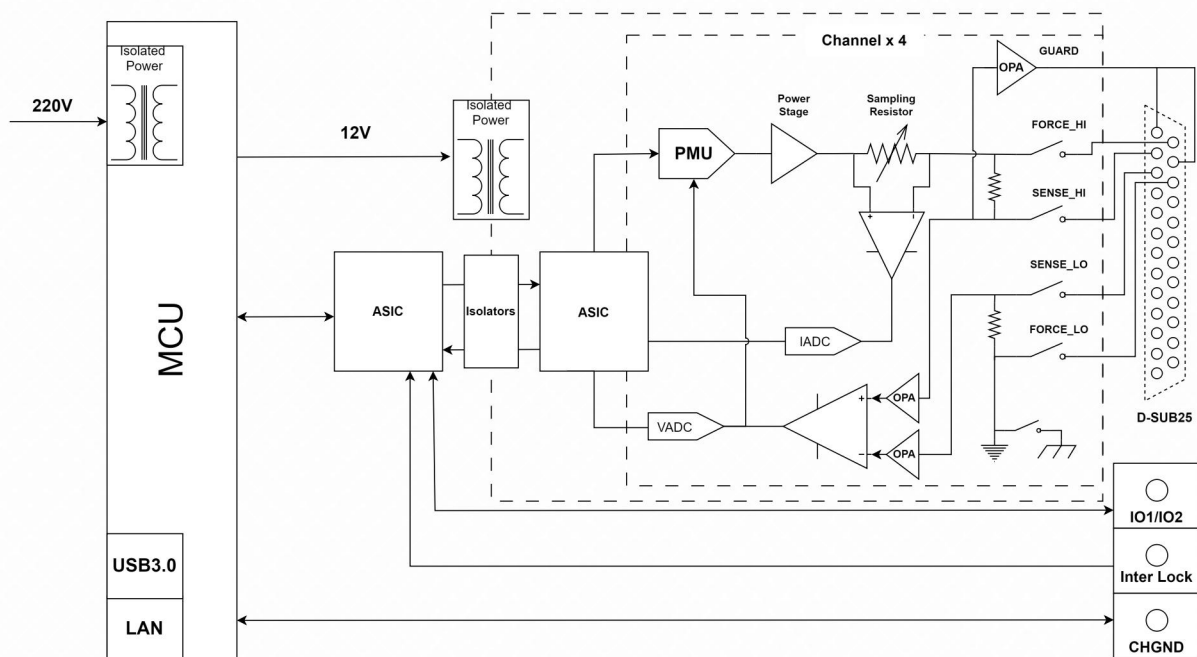 Isolated
Power
220V
MCU
USB3.0
LAN
12V
Isolated
Power
ASIC
Isolators
ASIC
Channel x 4
PMU
Power
Stage
Sampling
Resistor
+ -
IADC
VADC
+
-
OPA
OPA
OPA
GUARD
FORCE_HI
SENSE_HI
SENSE_LO
FORCE_LO
D-SUB25
IO1/IO2
Inter Lock
CHGND